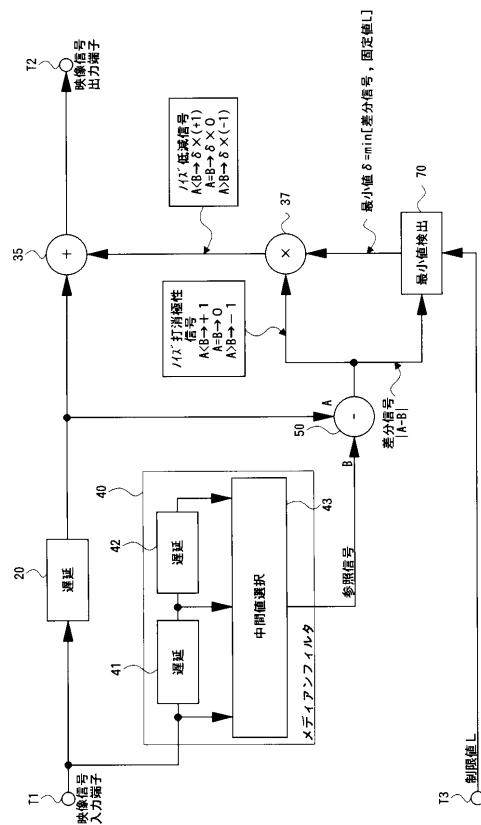 T1
映像信号
入力端子
20
遅延
40
41
遅延
42
遅延
43
中間値選択
メディアンフィルタ
参照信号
B
A
50
-
差分信号
|A-B|
ノイズ打消極性
信号
A<B→+1
A=B→0
A>B→-1
35
+
ノイズ低減信号
A<B→δ×(+1)
A=B→δ×0
A>B→δ×(-1)
37
×
最小値δ=min[差分信号,固定値L]
70
最小値検出
T2
映像信号
出力端子
T3
制限値L